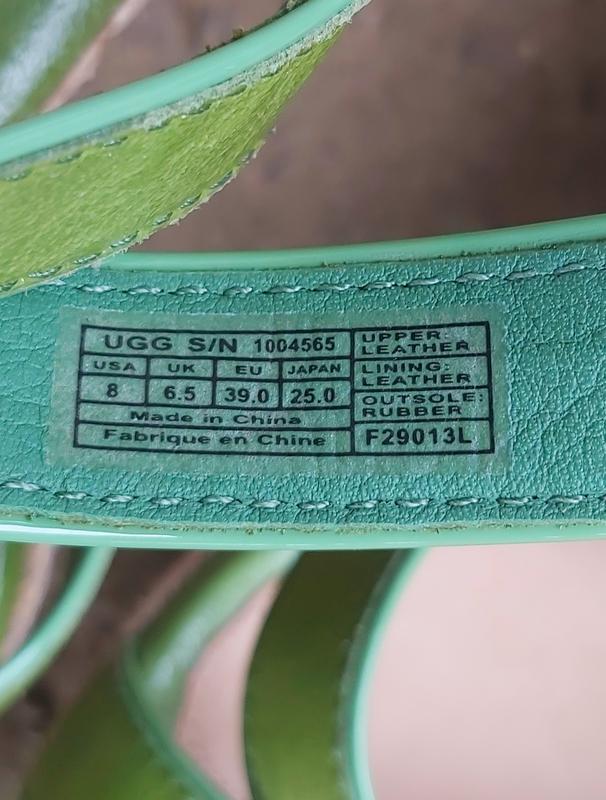 UGG S/N 1004565
USA UK EU JAPAN
8 6.5 39.0 25.0
Made in China
Fabrique en Chine
UPPER:
LEATHER
LINING:
LEATHER
OUTSOLE:
RUBBER
F29013L